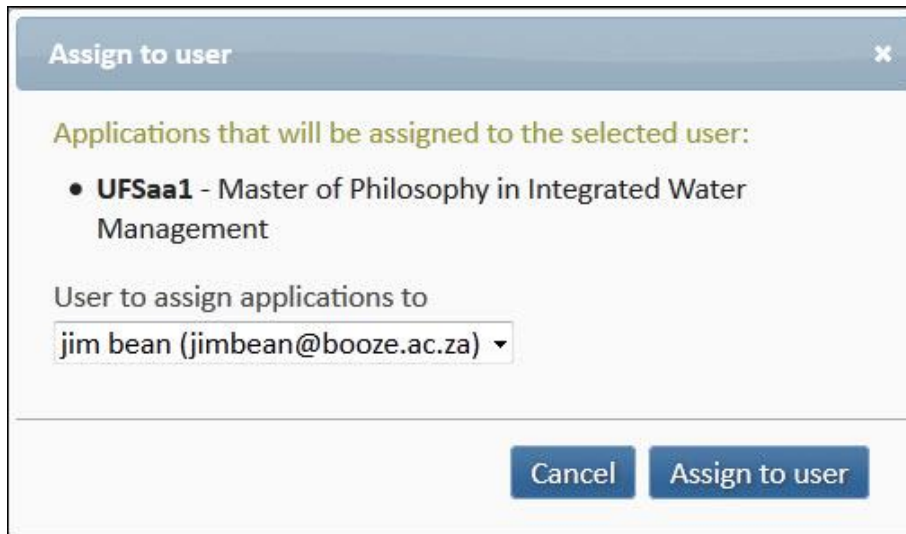 Assign to user
Applications that will be assigned to the selected user:
• UFSaa1 - Master of Philosophy in Integrated Water
Management
User to assign applications to
jim bean (jimbean@booze.ac.za)
Cancel Assign to user